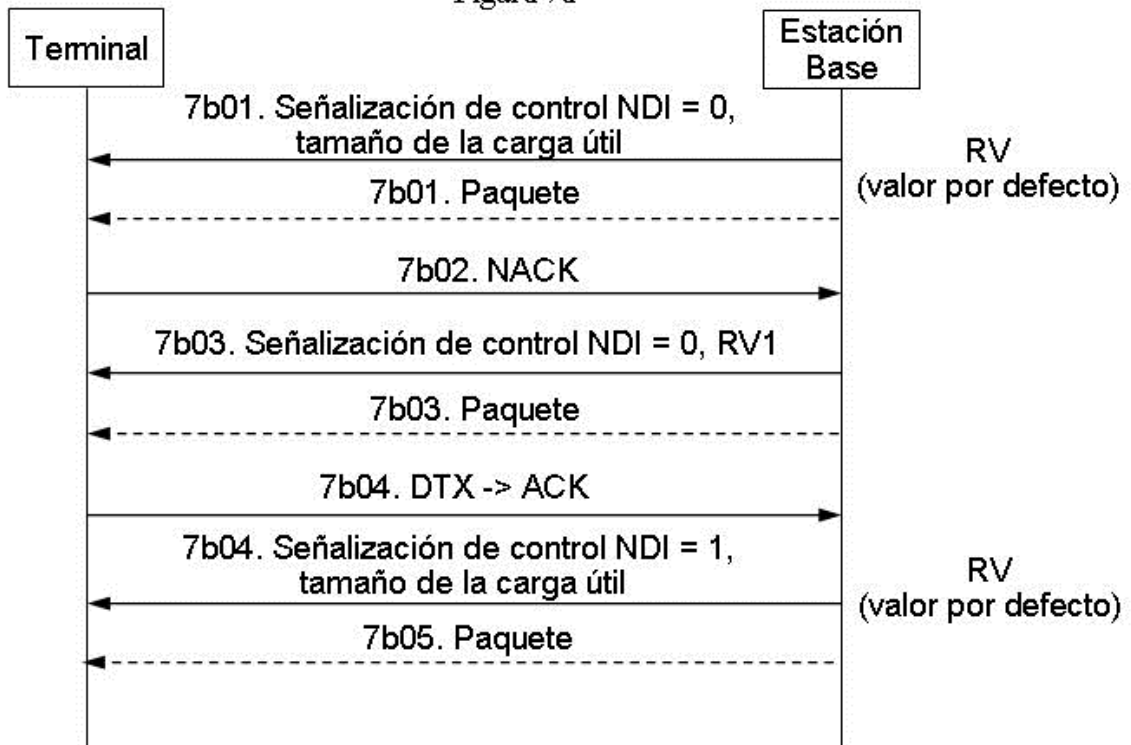 Terminal
Estación
Base
7b01. Señalización de control NDI = 0,
tamaño de la carga útil
RV
(valor por defecto)
7b01. Paquete
7b02. NACK
7b03. Señalización de control NDI = 0, RV1
7b03. Paquete
7b04. DTX -> ACK
7b04. Señalización de control NDI = 1,
tamaño de la carga útil
RV
(valor por defecto)
7b05. Paquete